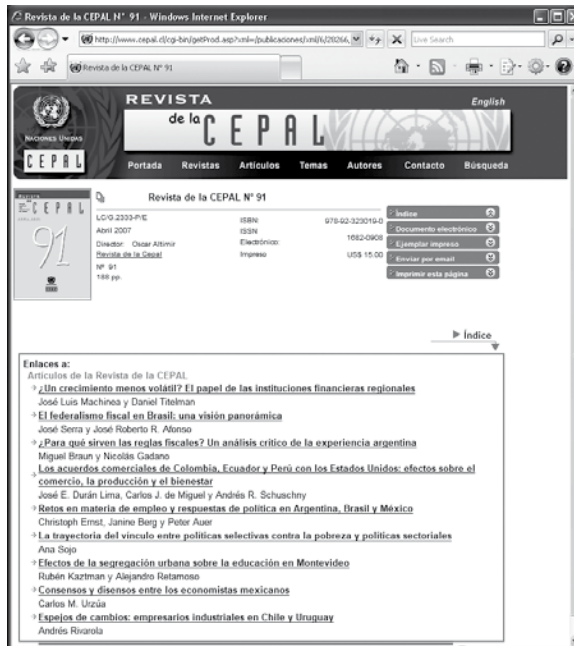 Revista de la CEPAL Nº 91 - Windows Internet Explorer
http://www.cepal.cl/cgi-bin/getProd.asp?xml=/publicaciones/xml/6/28266
Live Search
Revista de la CEPAL Nº 91
NACIONES UNIDAS
CEPAL
REVISTA
de la CEPAL
English
Portada Revistas Artículos Temas Autores Contacto Búsqueda
CEPAL
91
Revista de la CEPAL Nº 91
LC/G.2333-P/E
Abril 2007
Director: Oscar Altimir
Revista de la Cepal
Nº 91
188 pp.
ISBN: 978-92-323019-0
ISSN
Electrónico: 1682-0908
Impreso US$ 15.00
Índice
Documento electrónico
Ejemplar impreso
Enviar por email
Imprimir esta página
Índice
Enlaces a:
Artículos de la Revista de la CEPAL
¿Un crecimiento menos volátil? El papel de las instituciones financieras regionales
José Luis Machinea y Daniel Titelman
El federalismo fiscal en Brasil: una visión panorámica
José Serra y José Roberto R. Afonso
¿Para qué sirven las reglas fiscales? Un análisis crítico de la experiencia argentina
Miguel Braun y Nicolás Gadano
Los acuerdos comerciales de Colombia, Ecuador y Perú con los Estados Unidos: efectos sobre el
comercio, la producción y el bienestar
José E. Durán Lima, Carlos J. de Miguel y Andrés R. Schuschny
Retos en materia de empleo y respuestas de política en Argentina, Brasil y México
Christoph Ernst, Janine Berg y Peter Auer
La trayectoria del vínculo entre políticas selectivas contra la pobreza y políticas sectoriales
Ana Sojo
Efectos de la segregación urbana sobre la educación en Montevideo
Rubén Kaztman y Alejandro Retamoso
Consensos y disensos entre los economistas mexicanos
Carlos M. Urzúa
Espejos de cambios: empresarios industriales en Chile y Uruguay
Andrés Rivarola